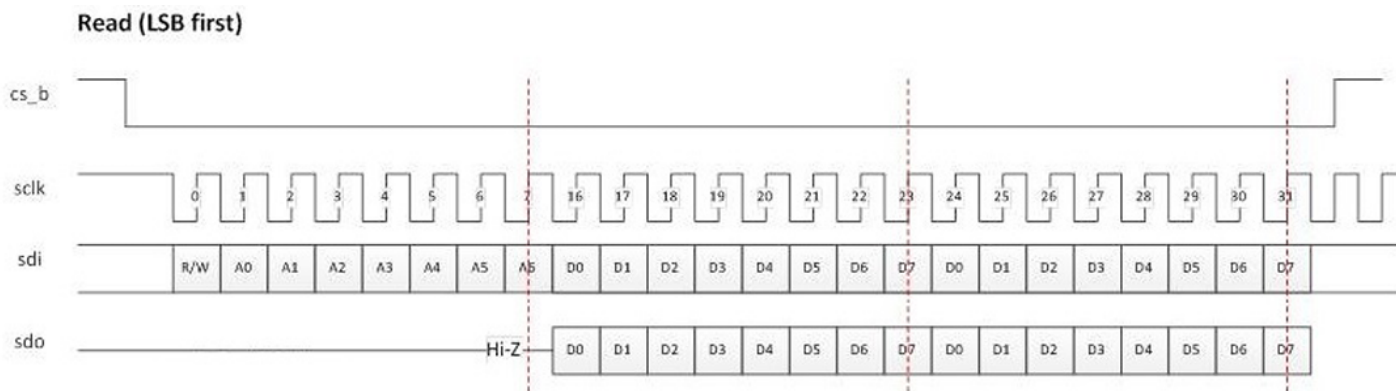 Read (LSB first)
cs_b
sclk 0 1 2 3 4 5 6 7 16 17 18 19 20 21 22 23 24 25 26 27 28 29 30 31
sdi R/W A0 A1 A2 A3 A4 A5 A6 D0 D1 D2 D3 D4 D5 D6 D7 D0 D1 D2 D3 D4 D5 D6 D7
sdo Hi-Z D0 D1 D2 D3 D4 D5 D6 D7 D0 D1 D2 D3 D4 D5 D6 D7